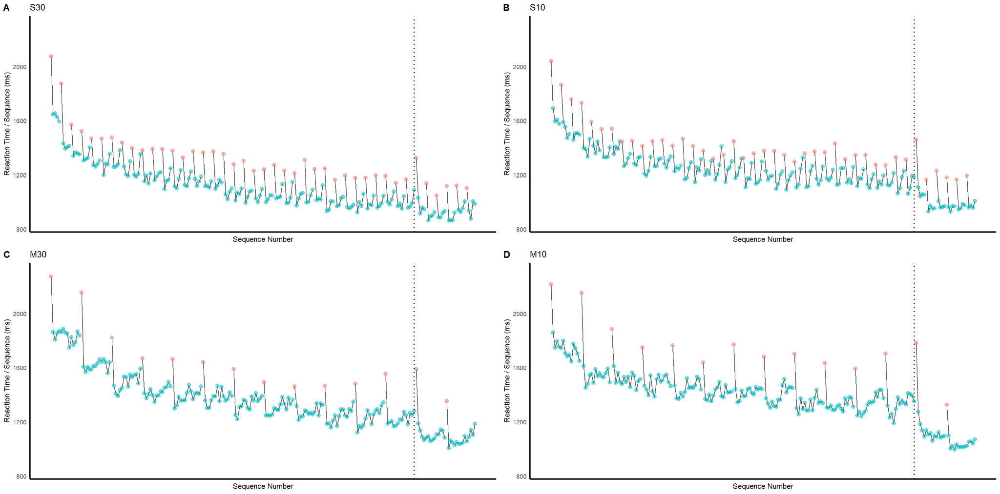 A S30
Reaction Time / Sequence (ms)
2000
1600
1200
800
Sequence Number
B S10
Reaction Time / Sequence (ms)
2000
1600
1200
800
Sequence Number
C M30
Reaction Time / Sequence (ms)
2000
1600
1200
800
Sequence Number
D M10
Reaction Time / Sequence (ms)
2000
1600
1200
800
Sequence Number